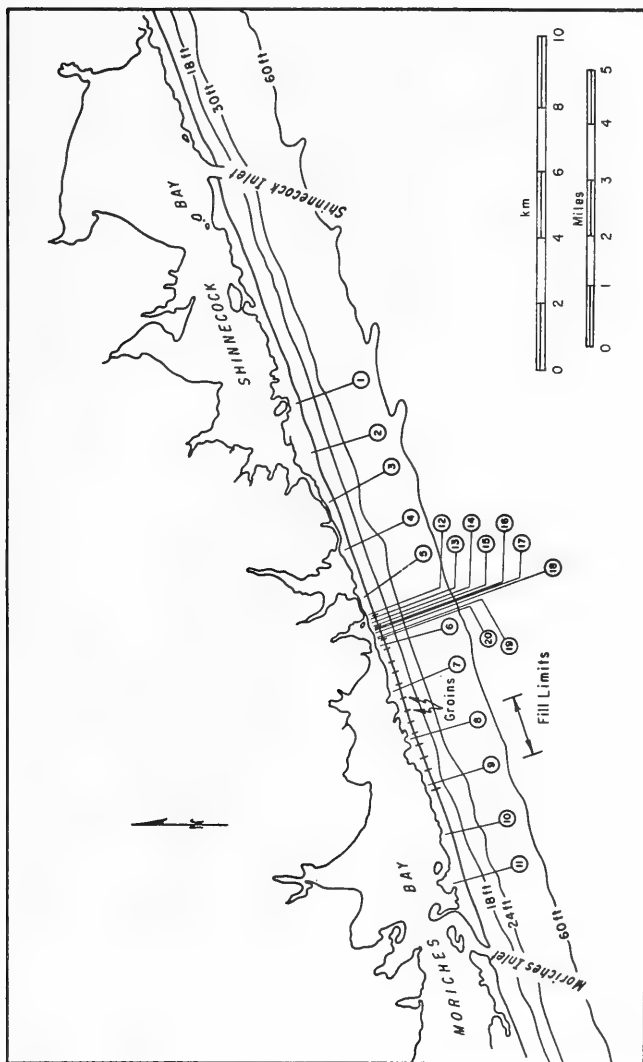 18ft
30ft
60ft
Shinnecock Inlet
SHINNECOCK BAY
10
8
6
4
2
0
km
5
4
3
2
1
0
Miles
1
2
3
4
5
12
13
14
15
16
17
18
6
20
19
7
Groins
8
Fill Limits
9
10
11
N
MORICHES BAY
Moriches Inlet
18ft
24ft
60ft